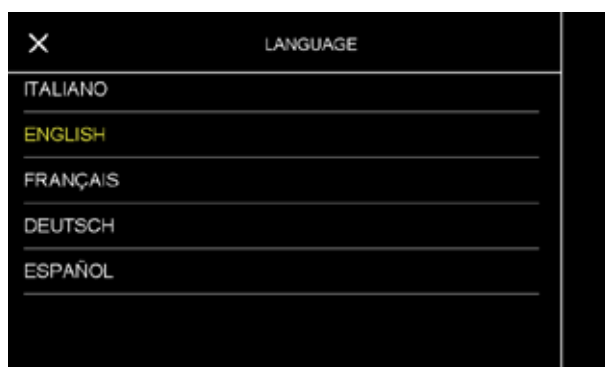 LANGUAGE
ITALIANO
ENGLISH
FRANÇAIS
DEUTSCH
ESPAÑOL